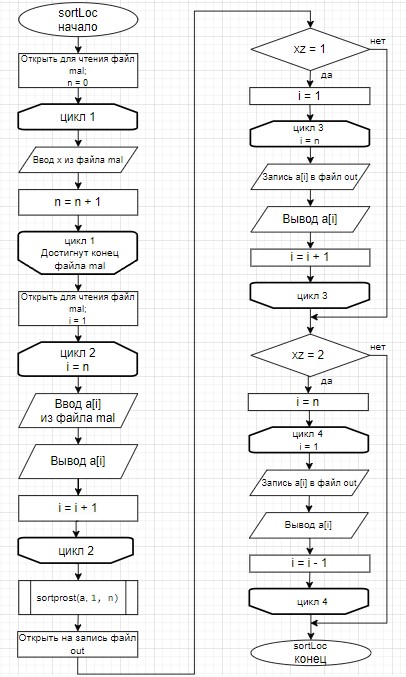 sortLoc
начало
Открыть для чтения файл
mal;
n = 0
цикл 1
Ввод x из файла mal
n = n + 1
цикл 1
Достигнут конец
файла mal
Открыть для чтения файл
mal;
i = 1
цикл 2
i = n
Ввод a[i]
из файла mal
Вывод a[i]
i = i + 1
цикл 2
sortprost(a, 1, n)
Открыть на запись файл
out
xz = 1
нет
да
i = 1
цикл 3
i = n
Запись a[i] в файл out
Вывод a[i]
i = i + 1
цикл 3
xz = 2
нет
да
i = n
цикл 4
i = 1
Запись a[i] в файл out
Вывод a[i]
i = i - 1
цикл 4
sortLoc
конец